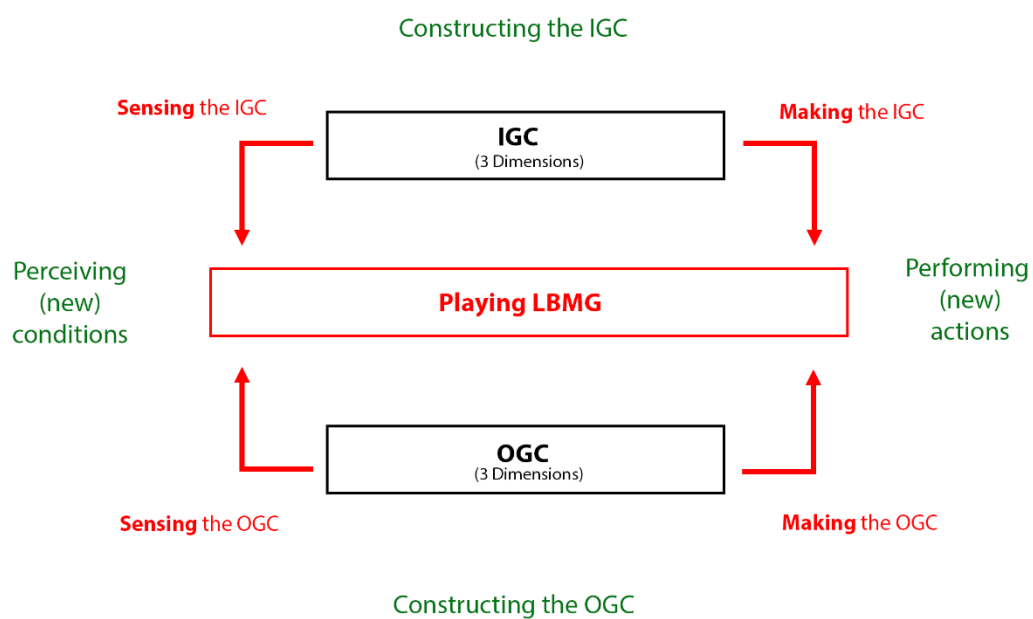 Constructing the IGC
Sensing the IGC
Making the IGC
IGC
(3 Dimensions)
Perceiving
(new)
conditions
Playing LBMG
Performing
(new)
actions
OGC
(3 Dimensions)
Sensing the OGC
Making the OGC
Constructing the OGC